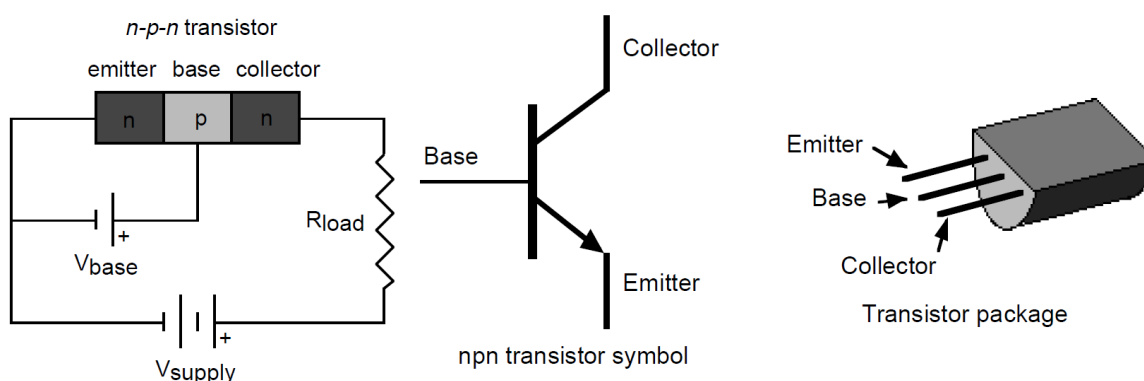 n-p-n transistor
emitter base collector
n p n
Rload
+
Vbase
+
Vsupply
Collector
Base
Emitter
npn transistor symbol
Emitter
Base
Collector
Transistor package